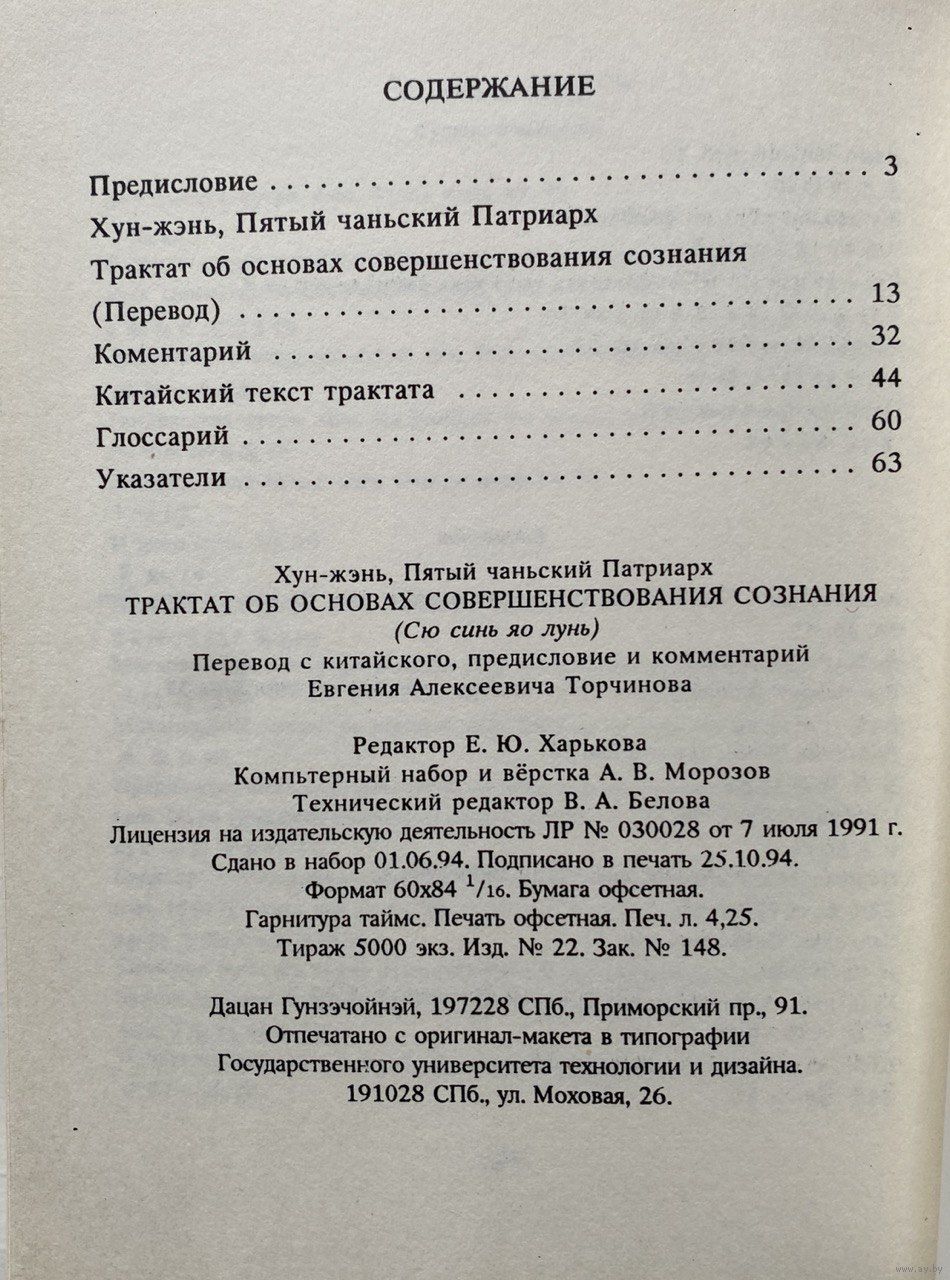 СОДЕРЖАНИЕ
Предисловие . . . . . . . . . . . . . . . . . . . . . . . . . . . . . . . . . . . . . . . 3
Хун-жэнь, Пятый чаньский Патриарх
Трактат об основах совершенствования сознания
(Перевод) . . . . . . . . . . . . . . . . . . . . . . . . . . . . . . . . . . . . . . . 13
Коментарий . . . . . . . . . . . . . . . . . . . . . . . . . . . . . . . . . . . . . 32
Китайский текст трактата . . . . . . . . . . . . . . . . . . . . . . . . 44
Глоссарий . . . . . . . . . . . . . . . . . . . . . . . . . . . . . . . . . . . . . . 60
Указатели . . . . . . . . . . . . . . . . . . . . . . . . . . . . . . . . . . . . . . 63
Хун-жэнь, Пятый чаньский Патриарх
ТРАКТАТ ОБ ОСНОВАХ СОВЕРШЕНСТВОВАНИЯ СОЗНАНИЯ
(Сю синь яо лунь)
Перевод с китайского, предисловие и комментарий
Евгения Алексеевича Торчинова
Редактор Е. Ю. Харькова
Компьтерный набор и вёрстка А. В. Морозов
Технический редактор В. А. Белова
Лицензия на издательскую деятельность ЛР № 030028 от 7 июля 1991 г.
Сдано в набор 01.06.94. Подписано в печать 25.10.94.
Формат 60х84 1/16. Бумага офсетная.
Гарнитура таймс. Печать офсетная. Печ. л. 4,25.
Тираж 5000 экз. Изд. № 22. Зак. № 148.
Дацан Гунзэчойнэй, 197228 СПб., Приморский пр., 91.
Отпечатано с оригинал-макета в типографии
Государственного университета технологии и дизайна.
191028 СПб., ул. Моховая, 26.
www.ay.by